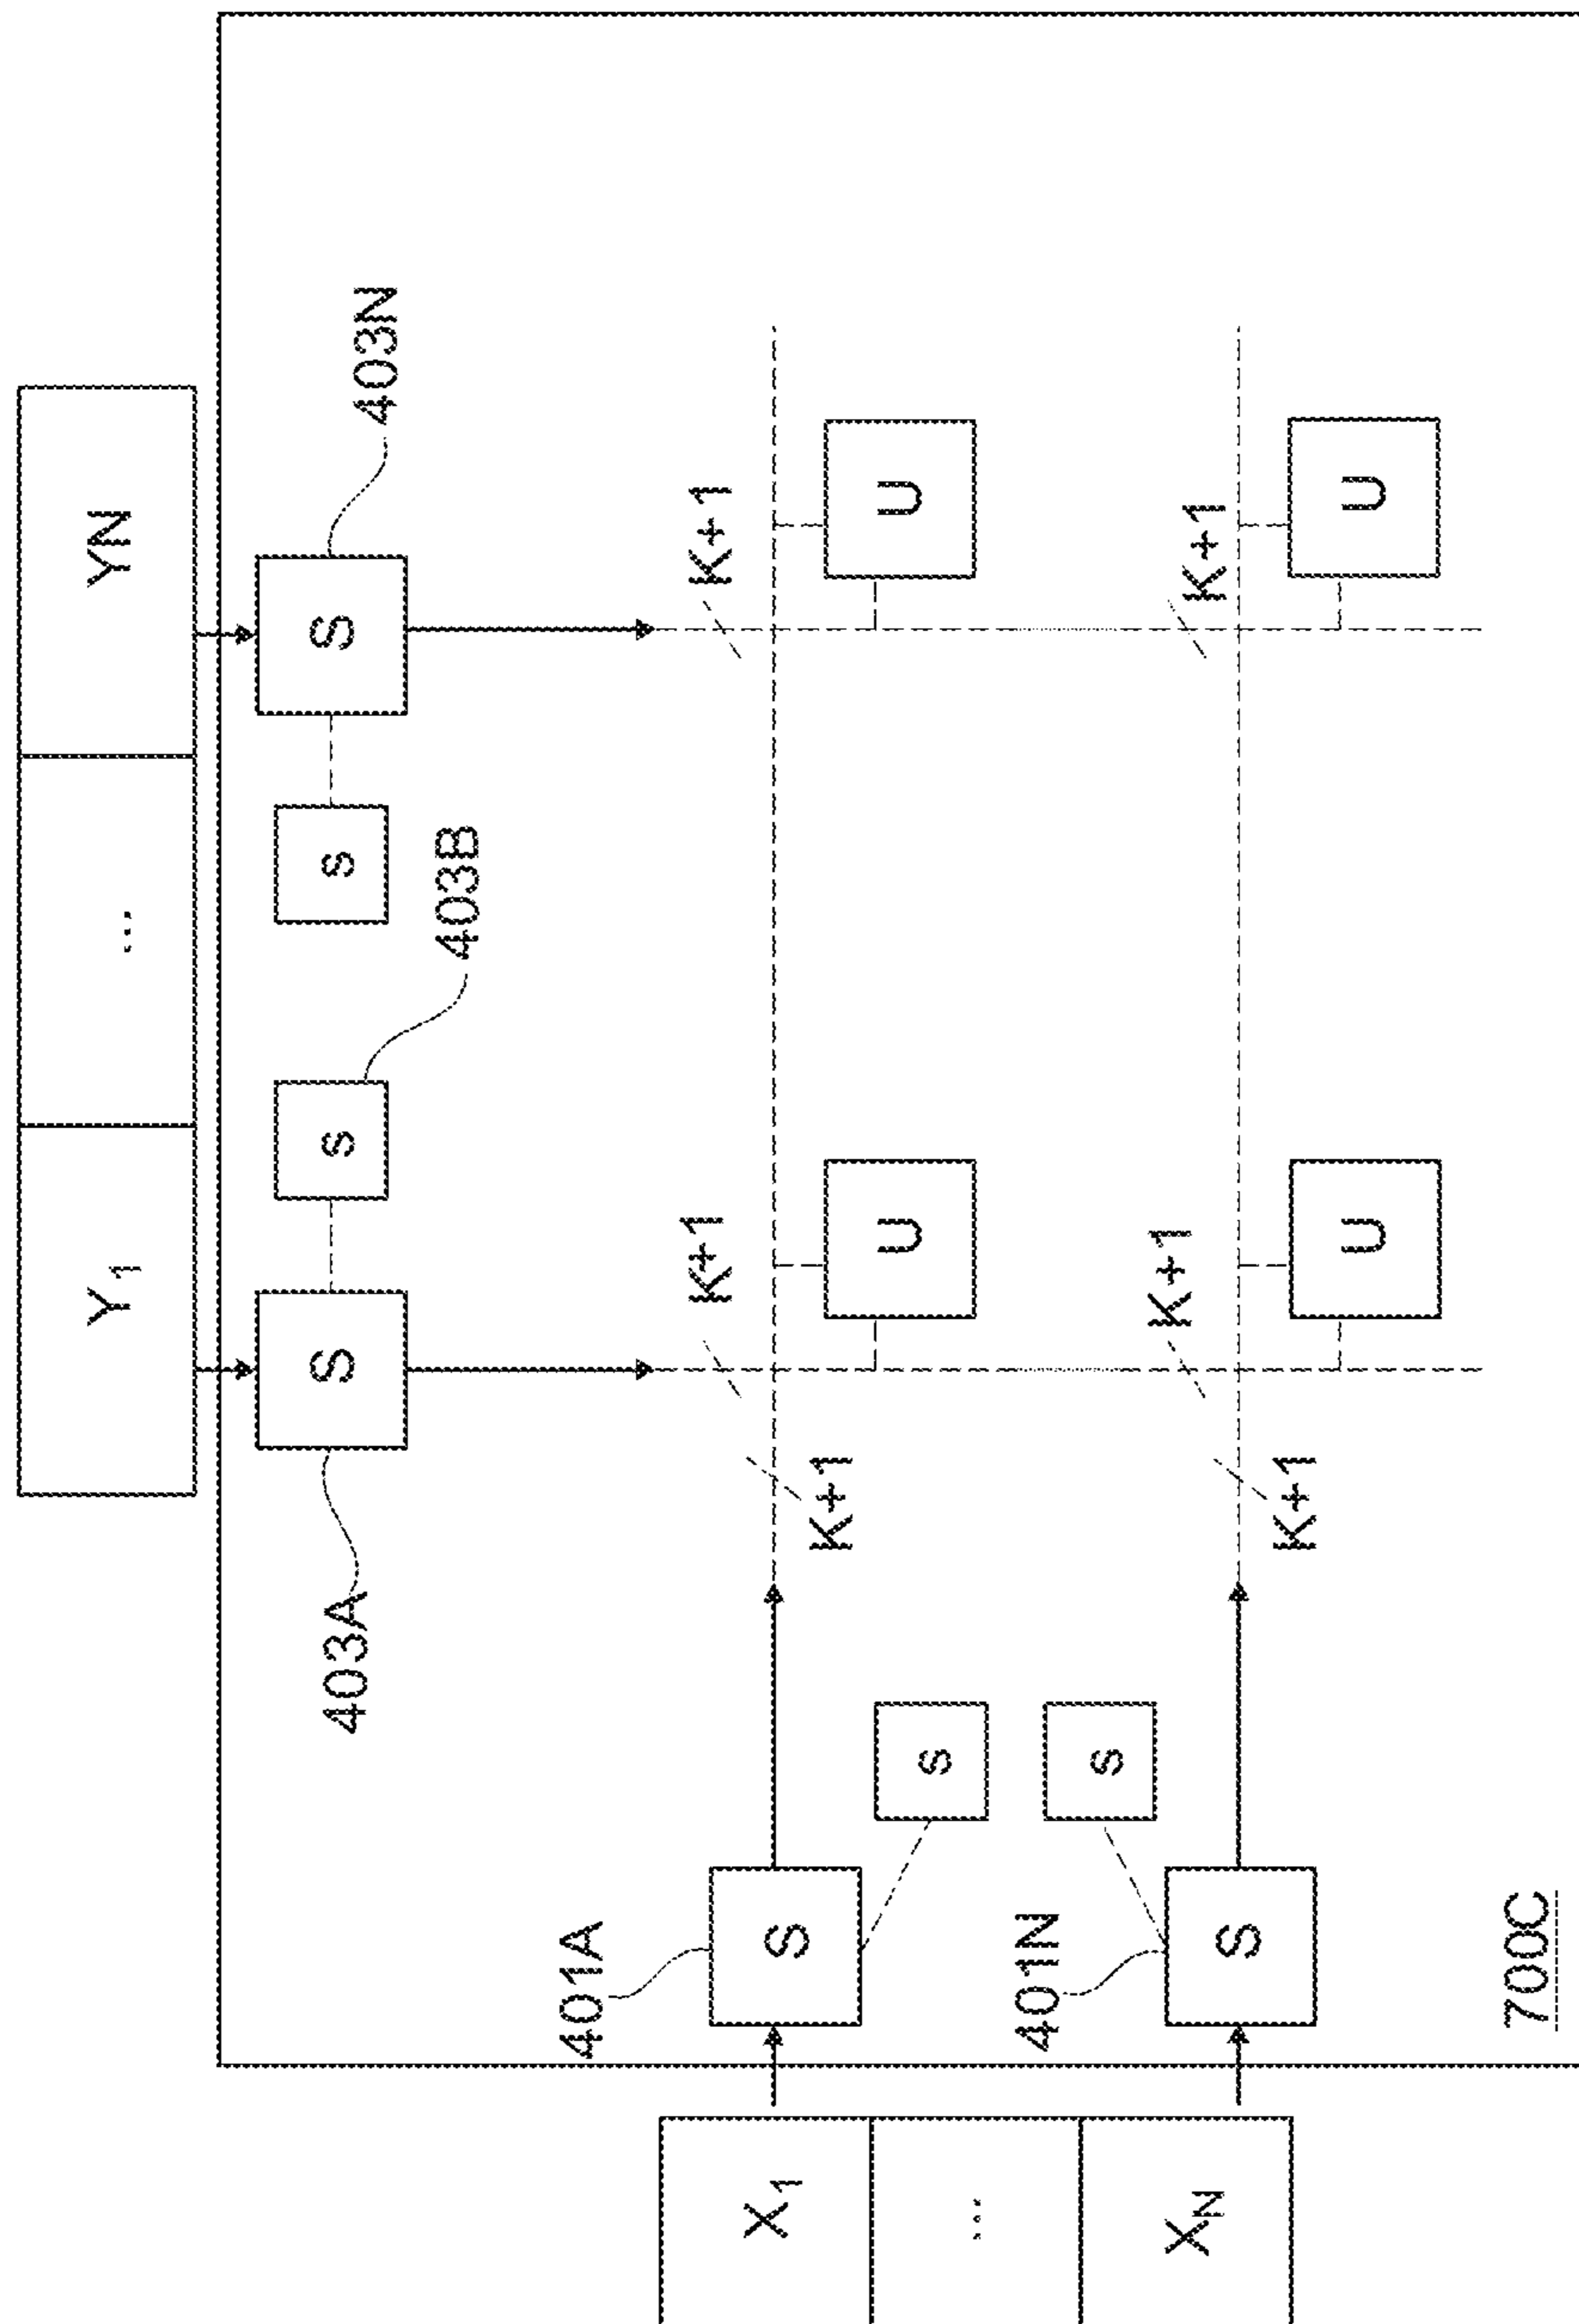 Y1 ... YN
S s s S
403A 403B 403N
K+1 K+1
X1 401A S K+1
s U U
...
s
401N K+1 K+1
XN S K+1
U U
700C